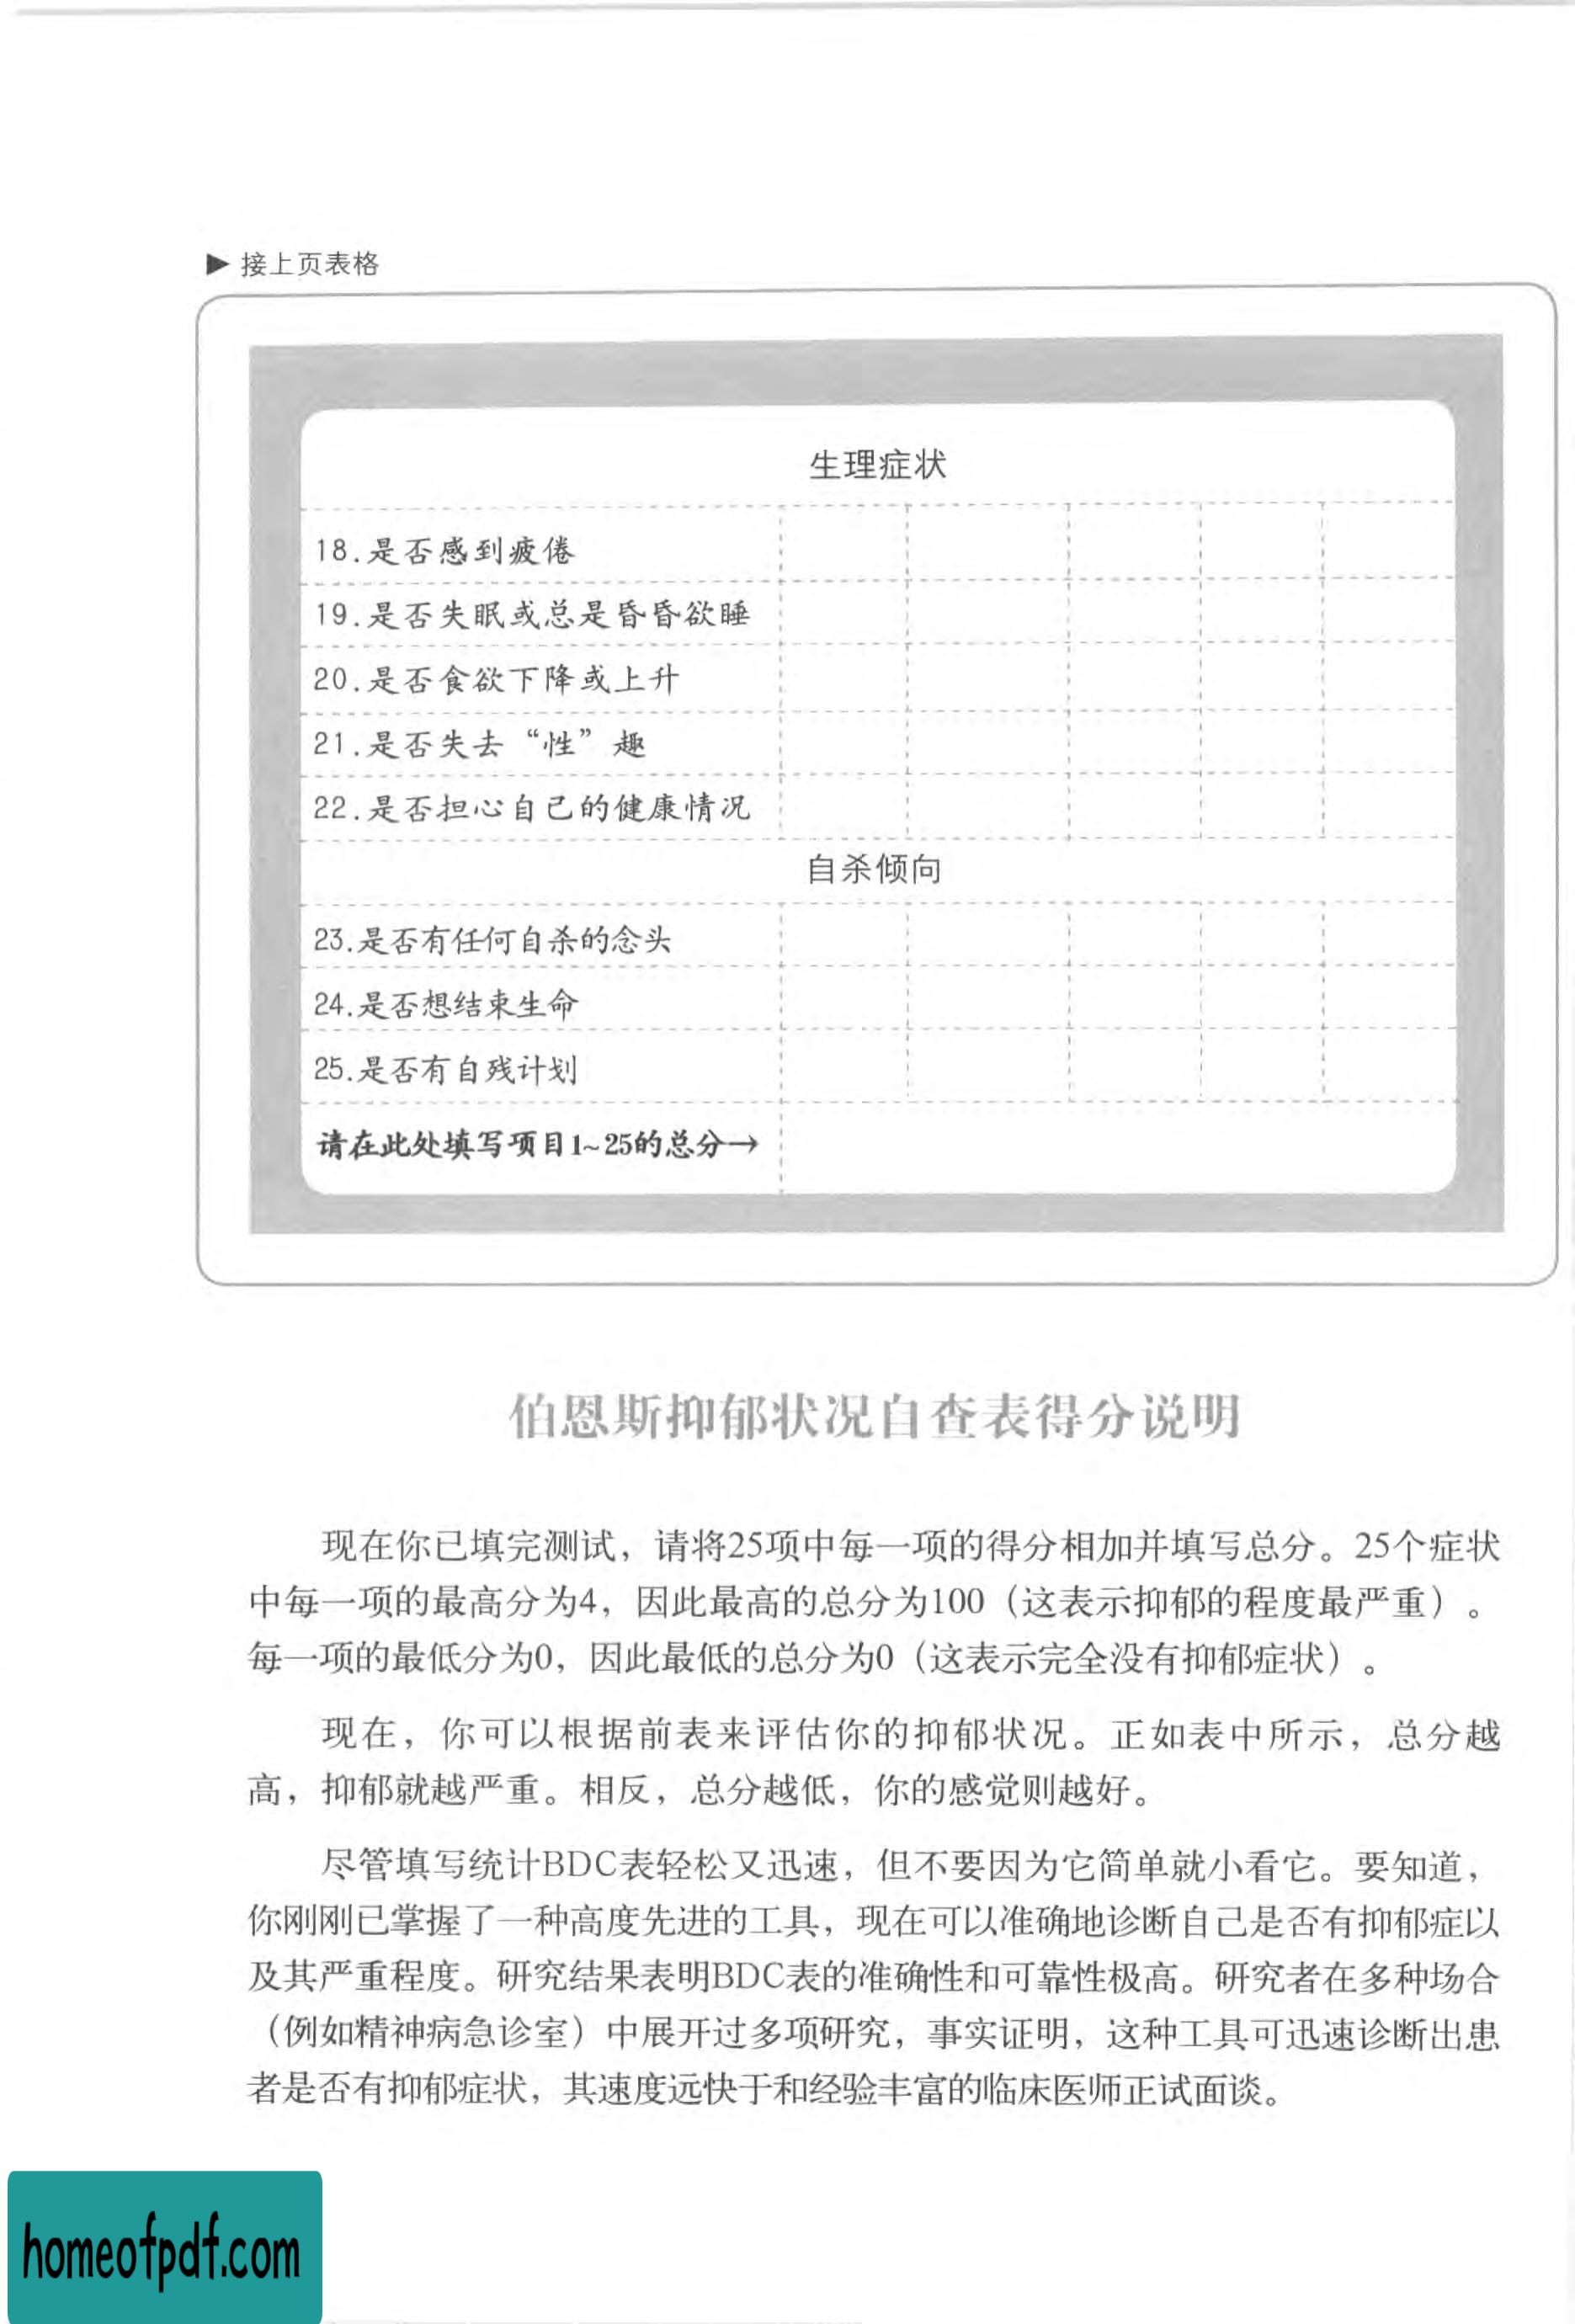 ▶ 接上页表格
生理症状
18.是否感到疲倦
19.是否失眠或总是昏昏欲睡
20.是否食欲下降或上升
21.是否失去“性”趣
22.是否担心自己的健康情况
自杀倾向
23.是否有任何自杀的念头
24.是否想结束生命
25.是否有自残计划
请在此处填写项目1~25的总分→
伯恩斯抑郁状况自查表得分说明
现在你已填完测试，请将25项中每一项的得分相加并填写总分。25个症状
中每一项的最高分为4，因此最高的总分为100（这表示抑郁的程度最严重）。
每一项的最低分为0，因此最低的总分为0（这表示完全没有抑郁症状）。
现在，你可以根据前表来评估你的抑郁状况。正如表中所示，总分越
高，抑郁就越严重。相反，总分越低，你的感觉则越好。
尽管填写统计BDC表轻松又迅速，但不要因为它简单就小看它。要知道，
你刚刚已掌握了一种高度先进的工具，现在可以准确地诊断自己是否有抑郁症以
及其严重程度。研究结果表明BDC表的准确性和可靠性极高。研究者在多种场合
（例如精神病急诊室）中展开过多项研究，事实证明，这种工具可迅速诊断出患
者是否有抑郁症状，其速度远快于和经验丰富的临床医师正试面谈。
homeofpdf.com